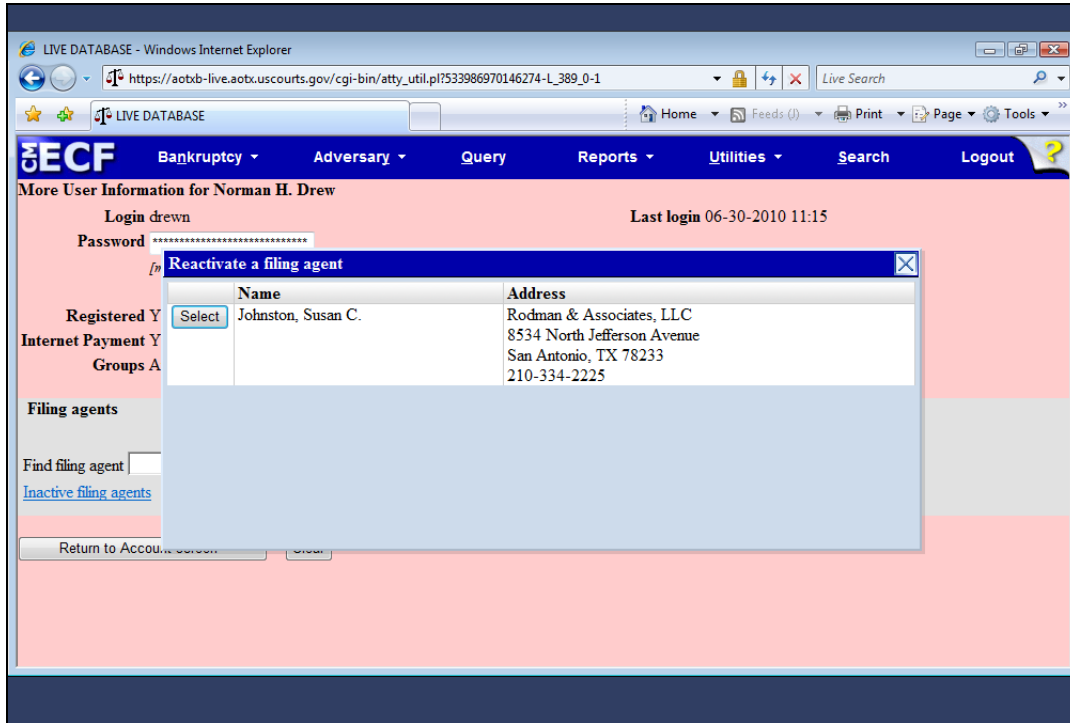 LIVE DATABASE - Windows Internet Explorer
https://aotxb-live.aotx.uscourts.gov/cgi-bin/atty_util.pl?533986970146274-L_389_0-1
Live Search
LIVE DATABASE
Home Feeds (J) Print Page Tools »
CM ECF Bankruptcy Adversary Query Reports Utilities Search Logout ?
More User Information for Norman H. Drew
Login drewn Last login 06-30-2010 11:15
Password ******************************
Reactivate a filing agent
Name Address
Registered Y Select Johnston, Susan C. Rodman & Associates, LLC
Internet Payment Y 8534 North Jefferson Avenue
Groups A San Antonio, TX 78233
210-334-2225
Filing agents
Find filing agent
Inactive filing agents
Return to Account Screen Clear